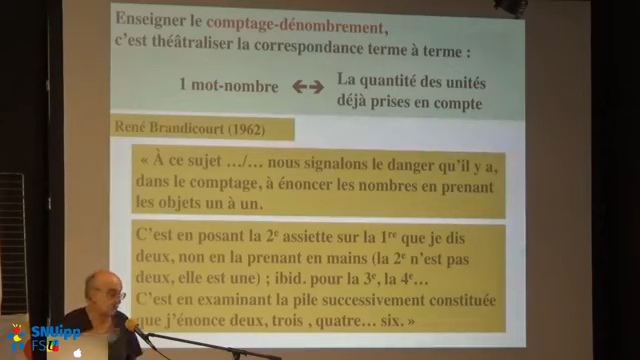 Enseigner le comptage-dénombrement,
c'est théâtraliser la correspondance terme à terme :
1 mot-nombre ↔ La quantité des unités
déjà prises en compte
René Brandicourt (1962)
« À ce sujet …/… nous signalons le danger qu'il y a,
dans le comptage, à énoncer les nombres en prenant
les objets un à un.
C'est en posant la 2e assiette sur la 1re que je dis
deux, non en la prenant en mains (la 2e n'est pas
deux, elle est une) ; ibid. pour la 3e, la 4e…
C'est en examinant la pile successivement constituée
que j'énonce deux, trois , quatre… six. »
SNUipp
FSU